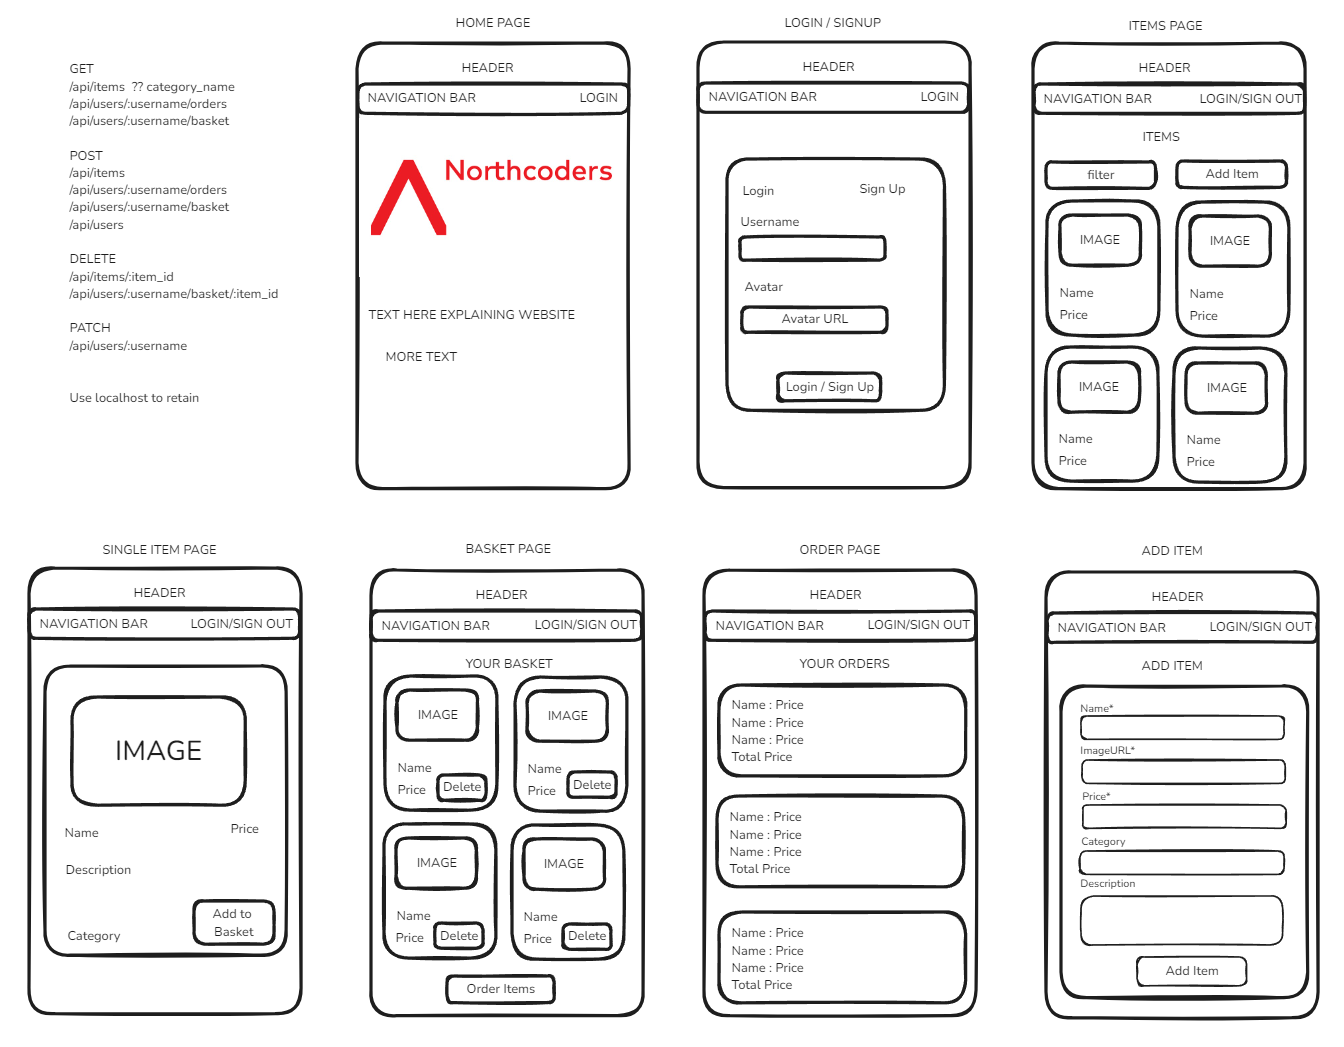 GET
/api/items  ?? category_name
/api/users/:username/orders
/api/users/:username/basket
POST
/api/items
/api/users/:username/orders
/api/users/:username/basket
/api/users
DELETE
/api/items/:item_id
/api/users/:username/basket/:item_id
PATCH
/api/users/:username
Use localhost to retain
HOME PAGE
HEADER
NAVIGATION BAR LOGIN
Northcoders
TEXT HERE EXPLAINING WEBSITE
MORE TEXT
LOGIN / SIGNUP
HEADER
NAVIGATION BAR LOGIN
Login Sign Up
Username
Avatar
Avatar URL
Login / Sign Up
ITEMS PAGE
HEADER
NAVIGATION BAR LOGIN/SIGN OUT
ITEMS
filter Add Item
IMAGE IMAGE
Name Name
Price Price
IMAGE IMAGE
Name Name
Price Price
SINGLE ITEM PAGE
HEADER
NAVIGATION BAR LOGIN/SIGN OUT
IMAGE
Name Price
Description
Add to
Basket
Category
BASKET PAGE
HEADER
NAVIGATION BAR LOGIN/SIGN OUT
YOUR BASKET
IMAGE IMAGE
Name Name
Price Delete Price Delete
IMAGE IMAGE
Name Name
Price Delete Price Delete
Order Items
ORDER PAGE
HEADER
NAVIGATION BAR LOGIN/SIGN OUT
YOUR ORDERS
Name : Price
Name : Price
Name : Price
Total Price
Name : Price
Name : Price
Name : Price
Total Price
Name : Price
Name : Price
Name : Price
Total Price
ADD ITEM
HEADER
NAVIGATION BAR LOGIN/SIGN OUT
ADD ITEM
Name*
ImageURL*
Price*
Category
Description
Add Item